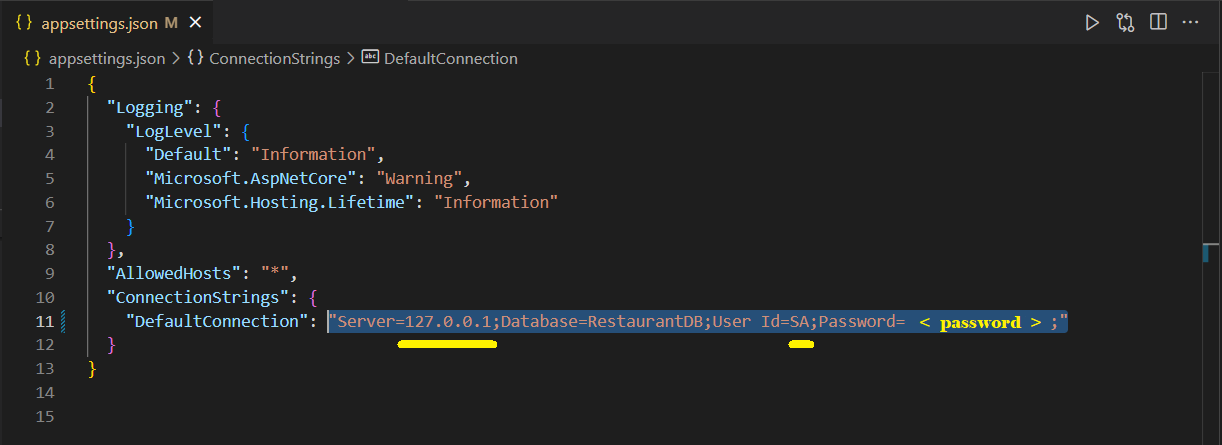 {} appsettings.json M ×
{} appsettings.json > {} ConnectionStrings > abc DefaultConnection
1 {
2 "Logging": {
3 "LogLevel": {
4 "Default": "Information",
5 "Microsoft.AspNetCore": "Warning",
6 "Microsoft.Hosting.Lifetime": "Information"
7 }
8 },
9 "AllowedHosts": "*",
10 "ConnectionStrings": {
11 "DefaultConnection": "Server=127.0.0.1;Database=RestaurantDB;User Id=SA;Password= < password > ;"
12 }
13 }
14
15